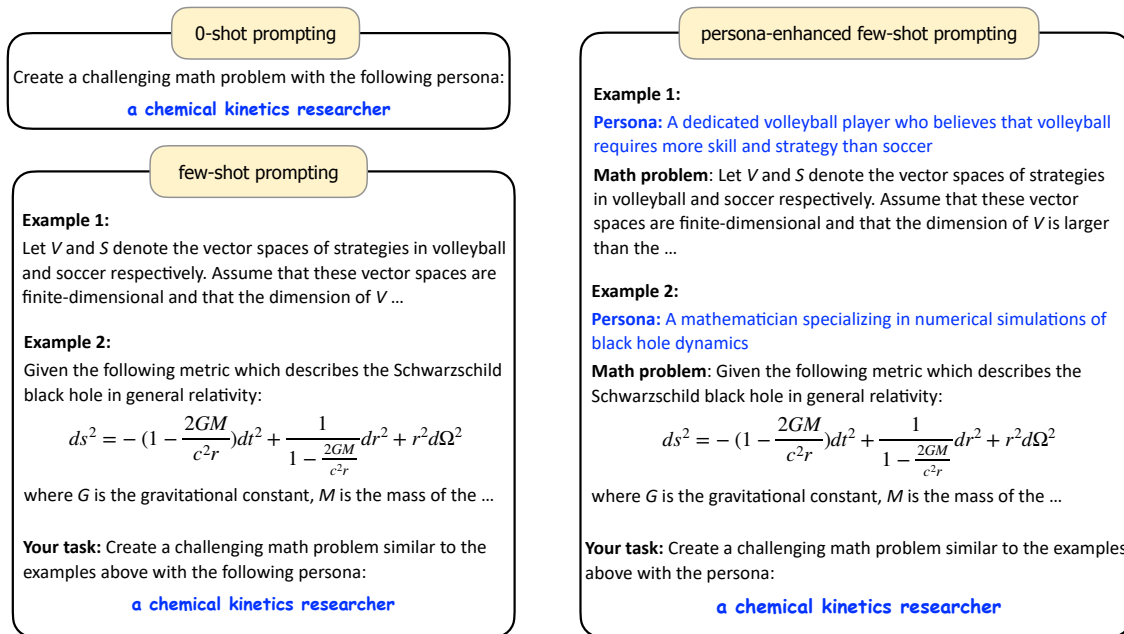 0-shot prompting
Create a challenging math problem with the following persona:
a chemical kinetics researcher
few-shot prompting
Example 1:
Let V and S denote the vector spaces of strategies in volleyball
and soccer respectively. Assume that these vector spaces are
finite-dimensional and that the dimension of V ...
Example 2:
Given the following metric which describes the Schwarzschild
black hole in general relativity:
ds² = − (1 − 2GM/c²r)dt² + 1/(1 − 2GM/c²r) dr² + r²dΩ²
where G is the gravitational constant, M is the mass of the ...
Your task: Create a challenging math problem similar to the
examples above with the following persona:
a chemical kinetics researcher
persona-enhanced few-shot prompting
Example 1:
Persona: A dedicated volleyball player who believes that volleyball
requires more skill and strategy than soccer
Math problem: Let V and S denote the vector spaces of strategies
in volleyball and soccer respectively. Assume that these vector
spaces are finite-dimensional and that the dimension of V is larger
than the ...
Example 2:
Persona: A mathematician specializing in numerical simulations of
black hole dynamics
Math problem: Given the following metric which describes the
Schwarzschild black hole in general relativity:
ds² = − (1 − 2GM/c²r)dt² + 1/(1 − 2GM/c²r) dr² + r²dΩ²
where G is the gravitational constant, M is the mass of the ...
Your task: Create a challenging math problem similar to the examples
above with the persona:
a chemical kinetics researcher